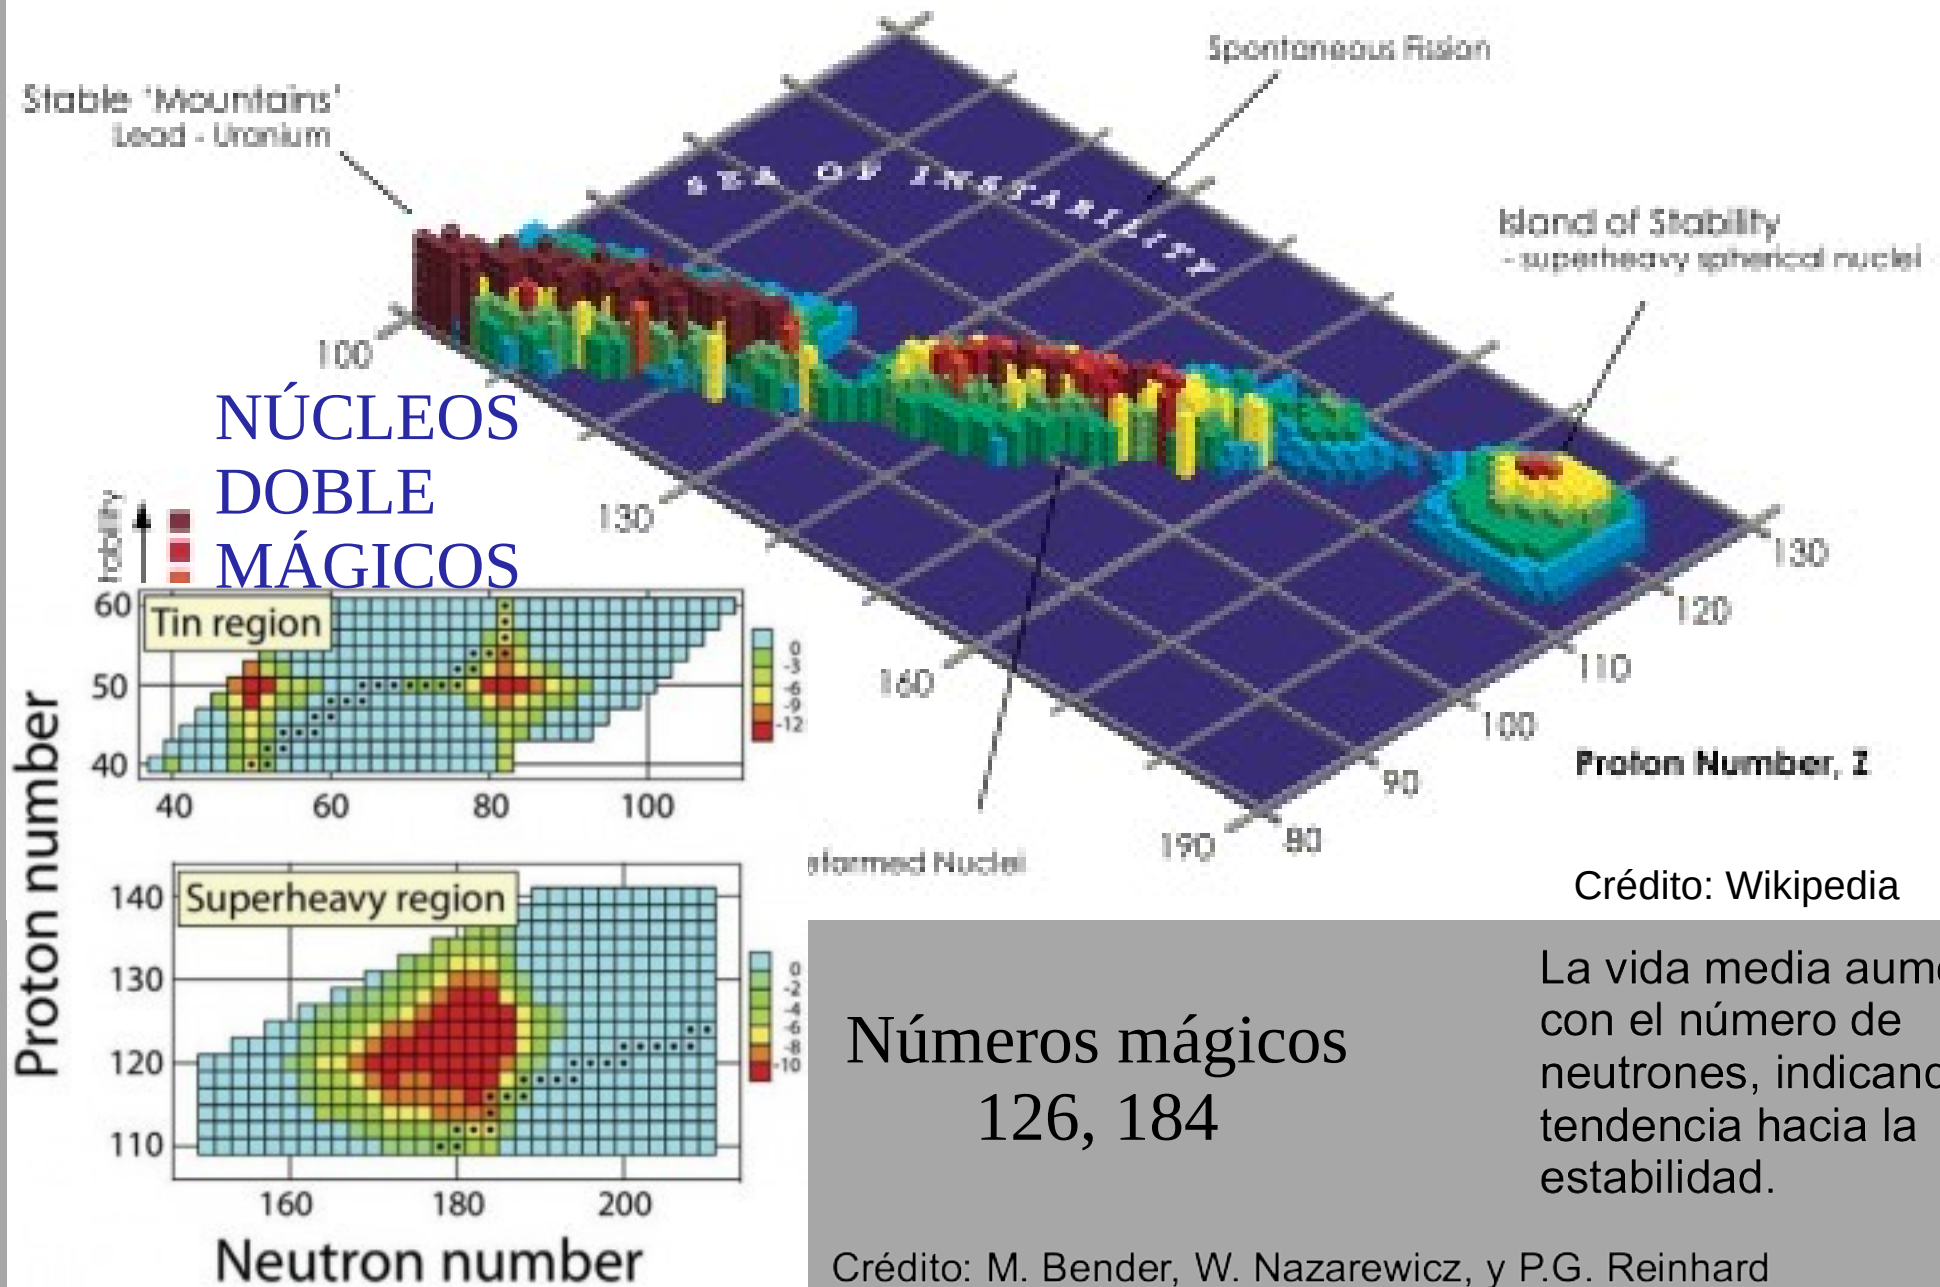 Spontaneous Fission
Stable 'Mountains'
Lead - Uranium
SEA OF INSTABILITY
Island of Stability
- superheavy spherical nuclei
100
NÚCLEOS
DOBLE
MÁGICOS
130
160
190
80
90
100
110
120
130
Proton Number, Z
eformed Nuclei
Crédito: Wikipedia
Proton number
60
50
40
Tin region
0
-3
-6
-9
-12
40
60
80
100
140
130
120
110
Superheavy region
0
-2
-4
-6
-8
-10
160
180
200
Neutron number
Números mágicos
126, 184
La vida media aum
con el número de
neutrones, indican
tendencia hacia la
estabilidad.
Crédito: M. Bender, W. Nazarewicz, y P.G. Reinhard